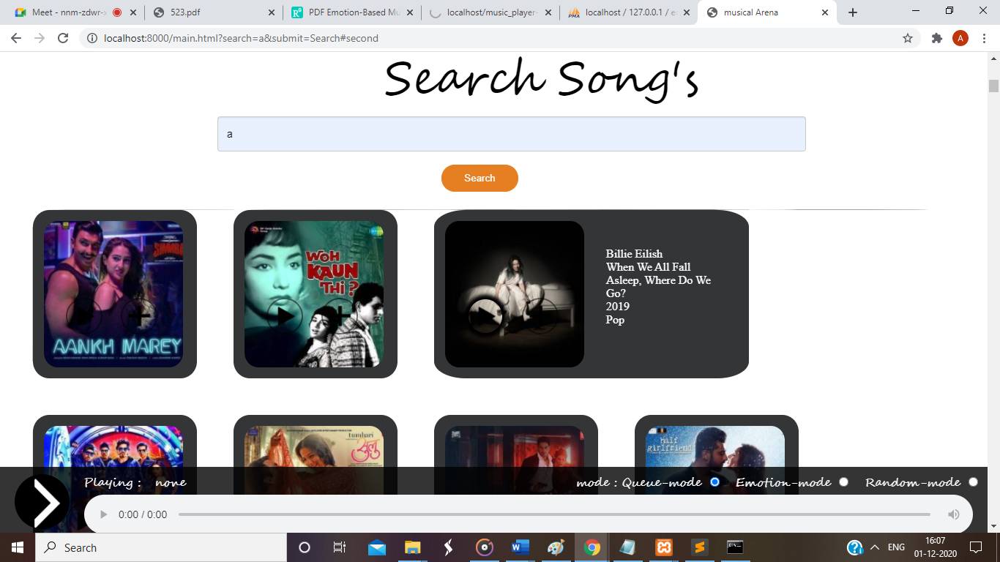 Meet - nnm-zdwr-x
523.pdf
PDF Emotion-Based Mu
localhost/music_player-
localhost / 127.0.0.1 / e
musical Arena
localhost:8000/main.html?search=a&submit=Search#second
A
Search Song's
a
Search
SIMMBA
AANKH MAREY
WOH
KAUN
THI?
Billie Eilish
When We All Fall
Asleep, Where Do We
Go?
2019
Pop
tumhari
सुलु
half
girlfriend
Playing : none
mode : Queue-mode Emotion-mode Random-mode
0:00 / 0:00
Search
ENG
16:07
01-12-2020